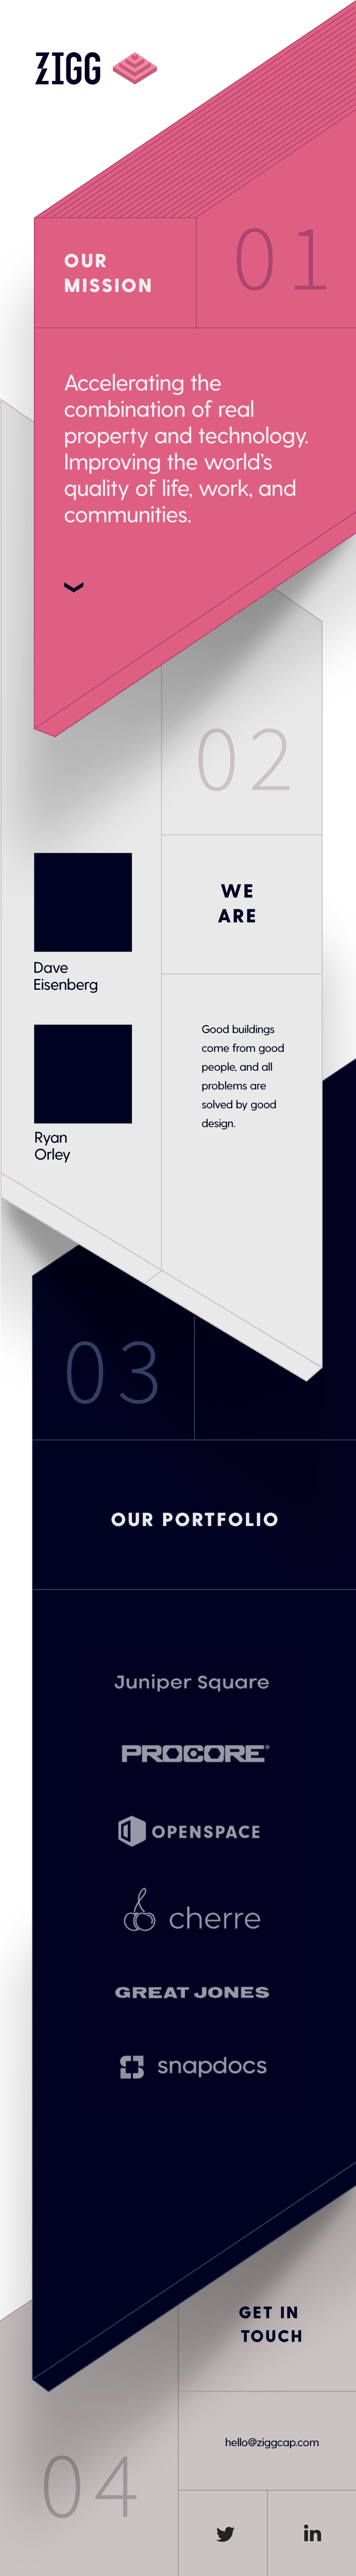 ZIGG
OUR
MISSION
01
Accelerating the
combination of real
property and technology.
Improving the world's
quality of life, work, and
communities.
02
WE
ARE
Dave
Eisenberg
Ryan
Orley
Good buildings
come from good
people, and all
problems are
solved by good
design.
03
OUR PORTFOLIO
Juniper Square
PROCORE®
OPENSPACE
cherre
GREAT JONES
snapdocs
GET IN
TOUCH
hello@ziggcap.com
04
in